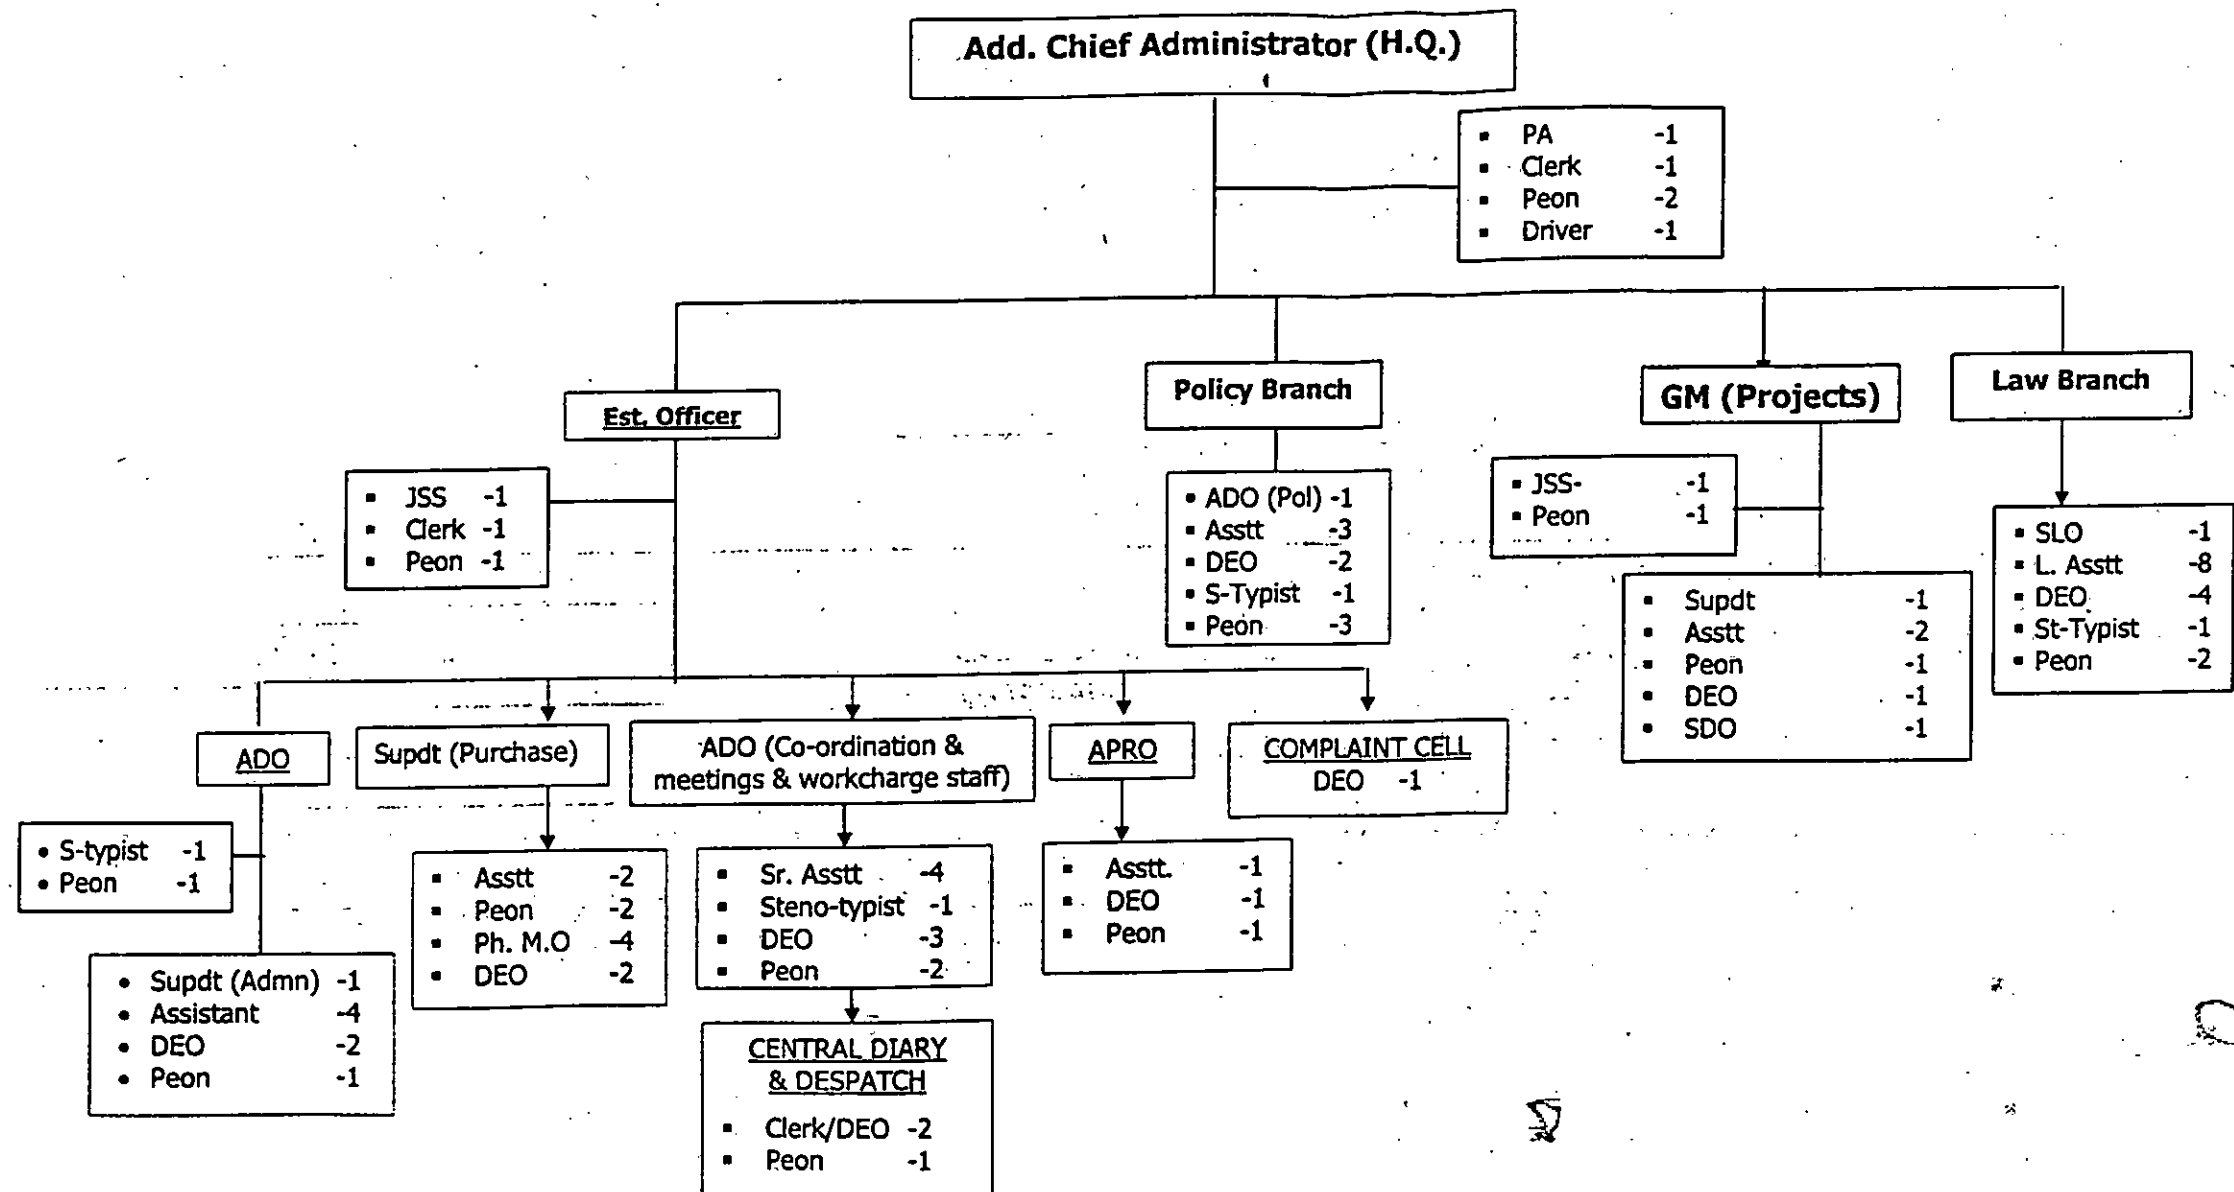 Add. Chief Administrator (H.Q.)
▪ PA -1
▪ Clerk -1
▪ Peon -2
▪ Driver -1
Est. Officer
Policy Branch
GM (Projects)
Law Branch
▪ JSS -1
▪ Clerk -1
▪ Peon -1
▪ ADO (Pol) -1
▪ Asstt -3
▪ DEO -2
▪ S-Typist -1
▪ Peon -3
▪ JSS- -1
▪ Peon -1
▪ Supdt -1
▪ Asstt -2
▪ Peon -1
▪ DEO -1
▪ SDO -1
▪ SLO -1
▪ L. Asstt -8
▪ DEO -4
▪ St-Typist -1
▪ Peon -2
ADO
Supdt (Purchase)
ADO (Co-ordination &
meetings & workcharge staff)
APRO
COMPLAINT CELL
DEO -1
• S-typist -1
• Peon -1
• Supdt (Admn) -1
• Assistant -4
• DEO -2
• Peon -1
▪ Asstt -2
▪ Peon -2
▪ Ph. M.O -4
▪ DEO -2
▪ Sr. Asstt -4
▪ Steno-typist -1
▪ DEO -3
▪ Peon -2
▪ Asstt. -1
▪ DEO -1
▪ Peon -1
CENTRAL DIARY
& DESPATCH
▪ Clerk/DEO -2
▪ Peon -1